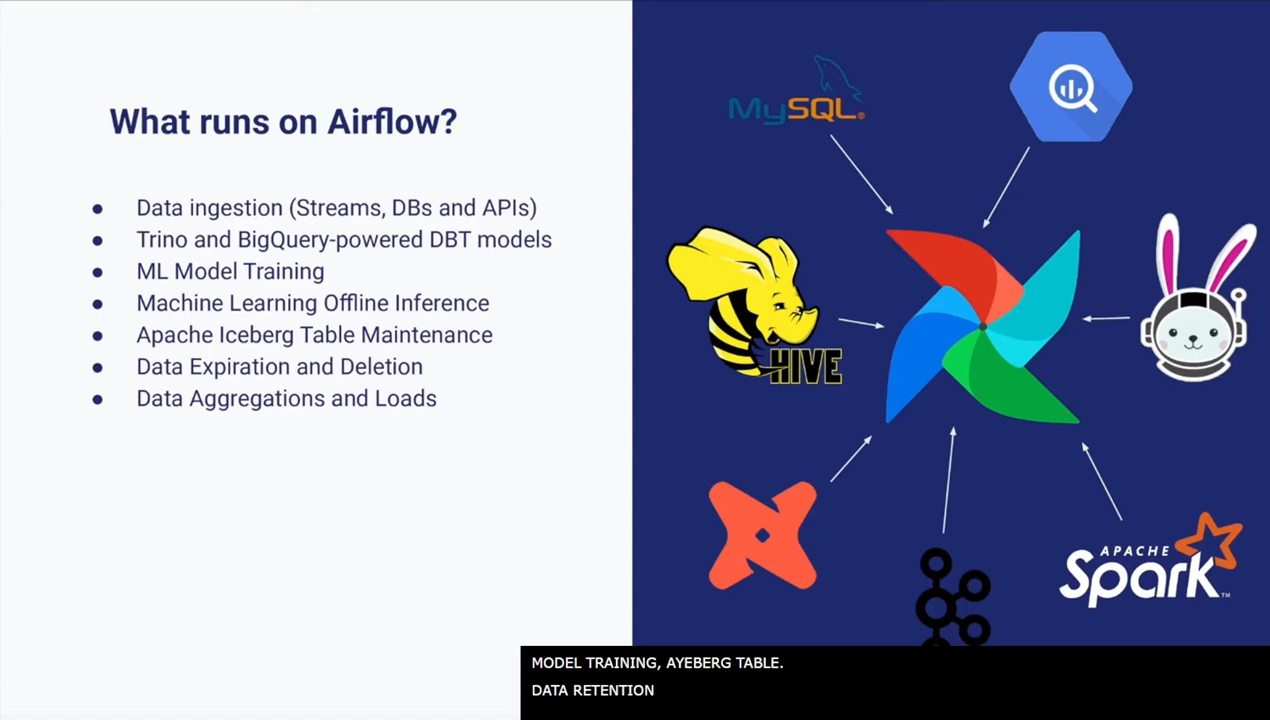 What runs on Airflow?
● Data ingestion (Streams, DBs and APIs)
● Trino and BigQuery-powered DBT models
● ML Model Training
● Machine Learning Offline Inference
● Apache Iceberg Table Maintenance
● Data Expiration and Deletion
● Data Aggregations and Loads
MySQL®
HIVE
APACHE
Spark™
MODEL TRAINING, AYEBERG TABLE.
DATA RETENTION